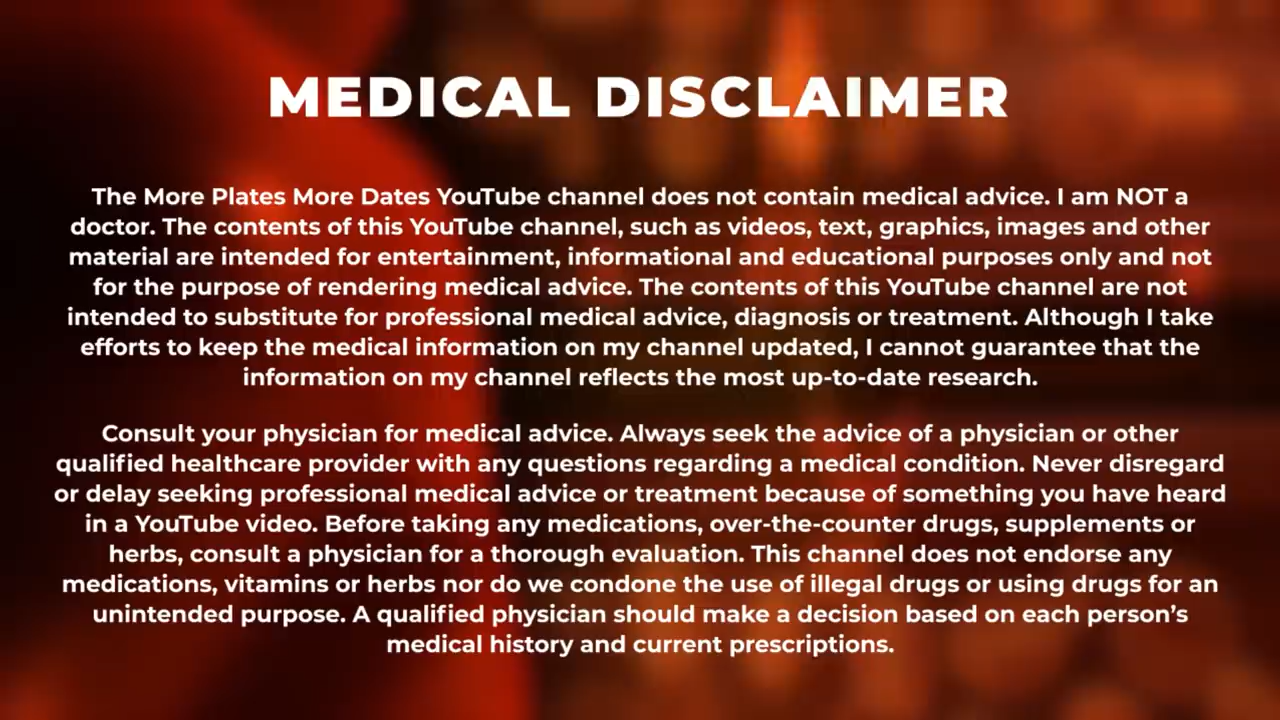 MEDICAL DISCLAIMER
The More Plates More Dates YouTube channel does not contain medical advice. I am NOT a
doctor. The contents of this YouTube channel, such as videos, text, graphics, images and other
material are intended for entertainment, informational and educational purposes only and not
for the purpose of rendering medical advice. The contents of this YouTube channel are not
intended to substitute for professional medical advice, diagnosis or treatment. Although I take
efforts to keep the medical information on my channel updated, I cannot guarantee that the
information on my channel reflects the most up-to-date research.
Consult your physician for medical advice. Always seek the advice of a physician or other
qualified healthcare provider with any questions regarding a medical condition. Never disregard
or delay seeking professional medical advice or treatment because of something you have heard
in a YouTube video. Before taking any medications, over-the-counter drugs, supplements or
herbs, consult a physician for a thorough evaluation. This channel does not endorse any
medications, vitamins or herbs nor do we condone the use of illegal drugs or using drugs for an
unintended purpose. A qualified physician should make a decision based on each person’s
medical history and current prescriptions.